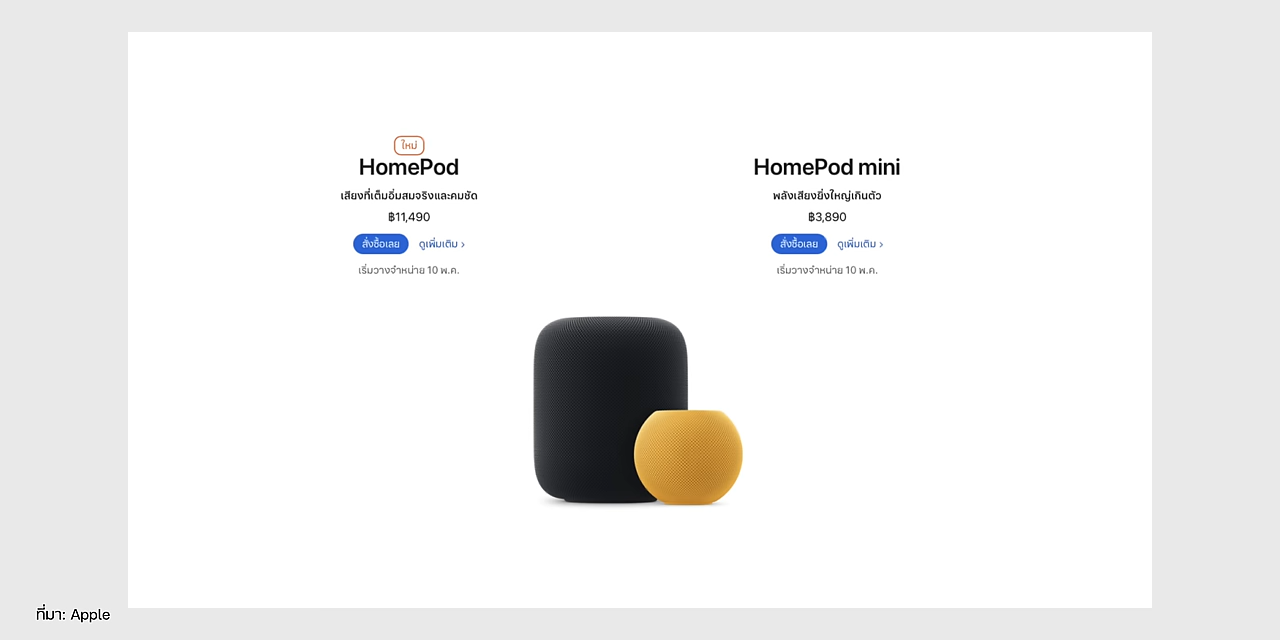 ใหม่
HomePod
เสียงที่เต็มอิ่มสมจริงและคมชัด
฿11,490
สั่งซื้อเลย ดูเพิ่มเติม >
เริ่มวางจำหน่าย 10 พ.ค.
HomePod mini
พลังเสียงยิ่งใหญ่เกินตัว
฿3,890
สั่งซื้อเลย ดูเพิ่มเติม >
เริ่มวางจำหน่าย 10 พ.ค.
ที่มา: Apple